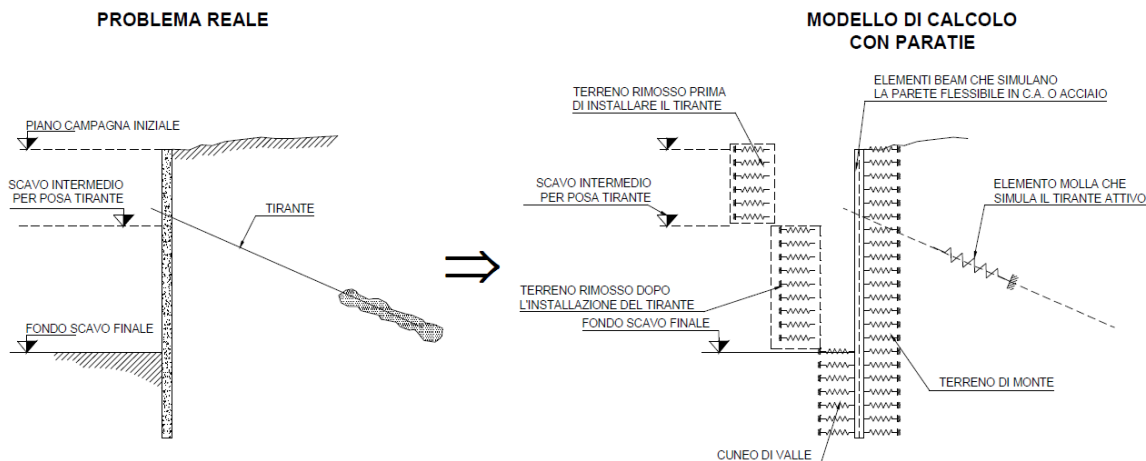 PROBLEMA REALE
PIANO CAMPAGNA INIZIALE
SCAVO INTERMEDIO
PER POSA TIRANTE
TIRANTE
FONDO SCAVO FINALE
MODELLO DI CALCOLO
CON PARATIE
TERRENO RIMOSSO PRIMA
DI INSTALLARE IL TIRANTE
ELEMENTI BEAM CHE SIMULANO
LA PARETE FLESSIBILE IN C.A. O ACCIAIO
SCAVO INTERMEDIO
PER POSA TIRANTE
ELEMENTO MOLLA CHE
SIMULA IL TIRANTE ATTIVO
TERRENO RIMOSSO DOPO
L'INSTALLAZIONE DEL TIRANTE
FONDO SCAVO FINALE
TERRENO DI MONTE
CUNEO DI VALLE